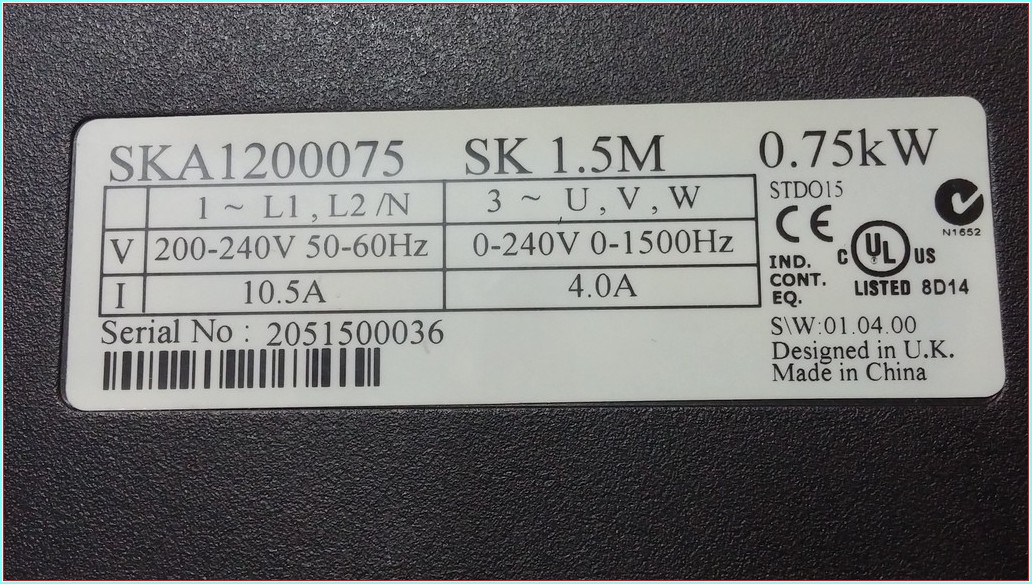 SKA1200075 SK 1.5M 0.75kW
1 ~ L1 , L2 /N 3 ~ U , V , W
V 200-240V 50-60Hz 0-240V 0-1500Hz
I 10.5A 4.0A
Serial No : 2051500036
STDO15
CE
N1652
IND.
CONT.
EQ.
C UL US
LISTED 8D14
S\W:01.04.00
Designed in U.K.
Made in China